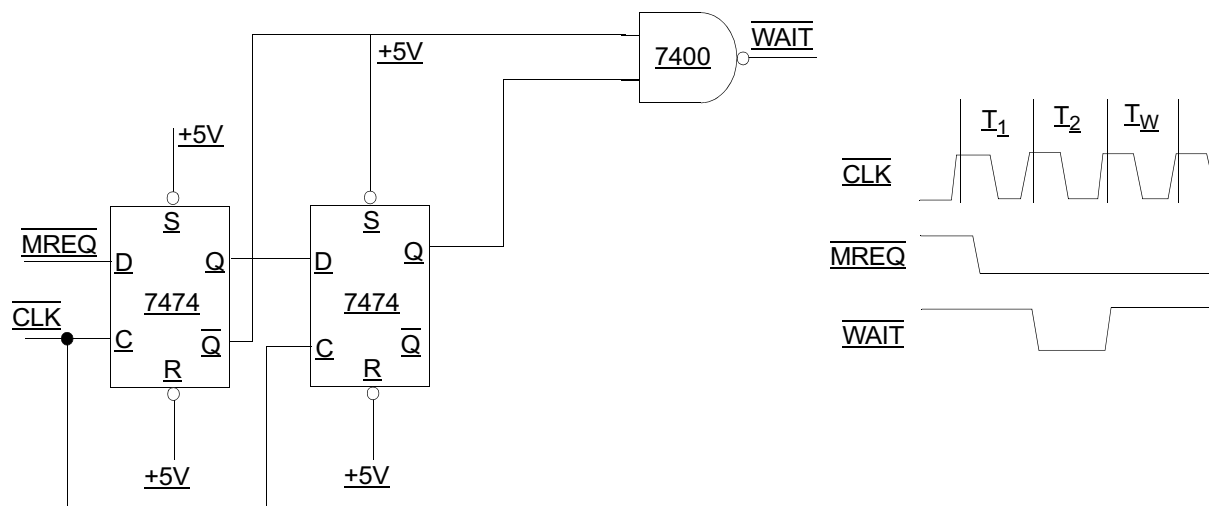 WAIT
+5V
7400
T1 T2 TW
+5V
CLK
S S
MREQ D Q D Q
MREQ
7474 7474
CLK C Q C Q
WAIT
R R
+5V +5V